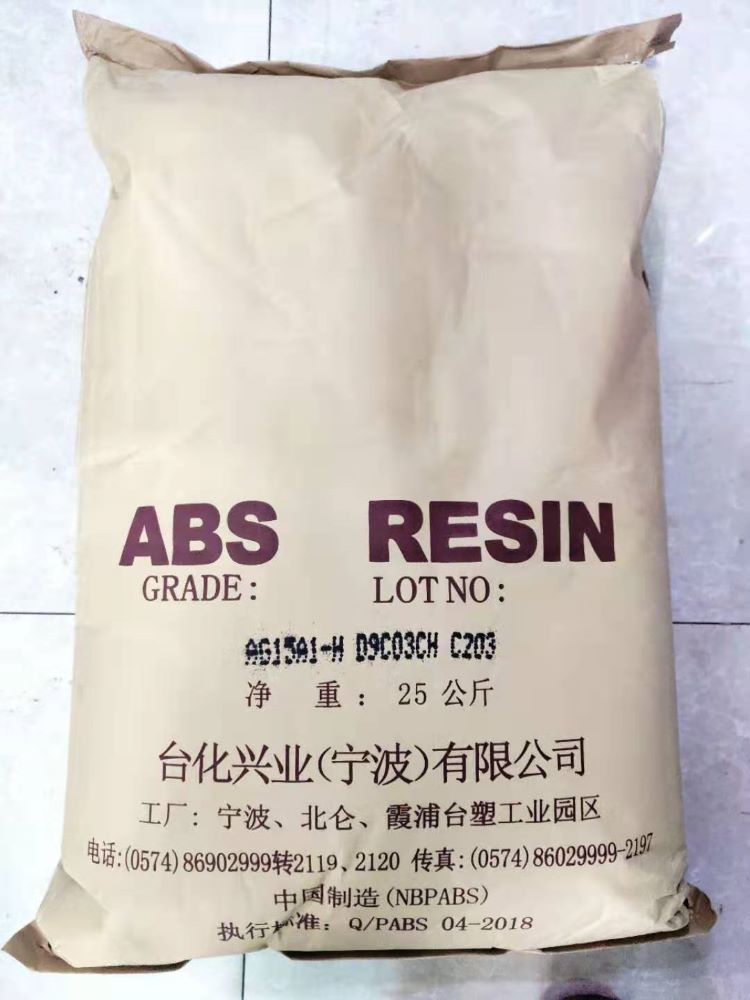 ABS RESIN
GRADE: LOT NO:
AG15A1-H D9C03CH C203
净 重 : 25 公斤
台化兴业(宁波)有限公司
工厂: 宁波、北仑、霞浦台塑工业园区
电话:(0574)86902999转2119、2120 传真:(0574)86029999-2197
中国制造(NBPABS)
执行标准: Q/PABS 04-2018